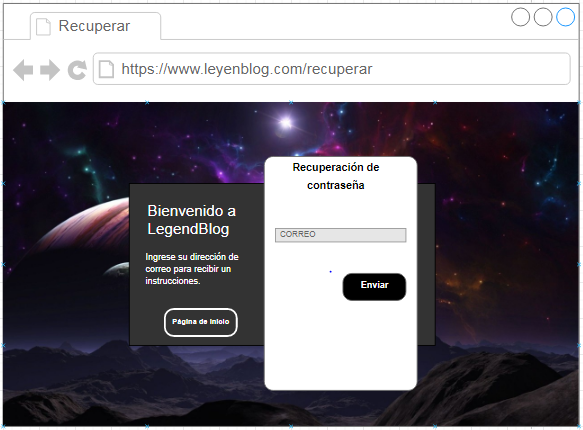 Recuperar
https://www.leyenblog.com/recuperar
Bienvenido a
LegendBlog
Ingrese su dirección de
correo para recibir un
instrucciones.
Página de inicio
Recuperación de
contraseña
CORREO
Enviar